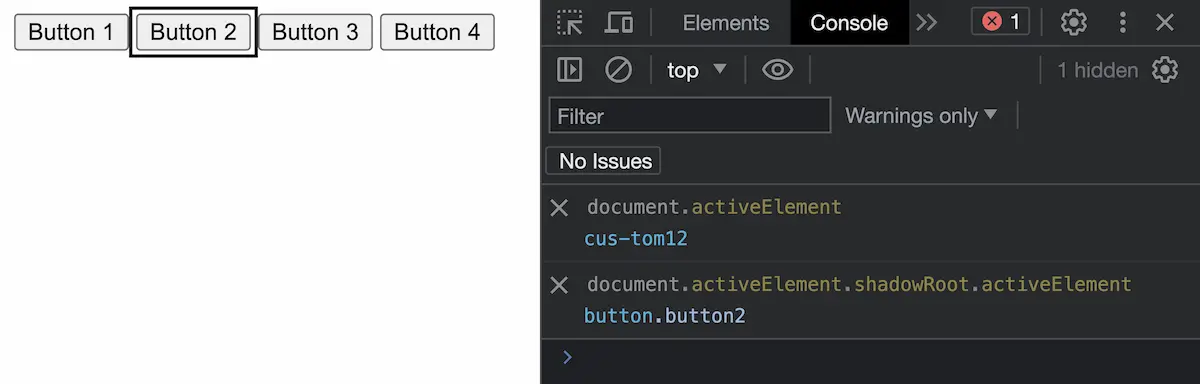 Button 1 Button 2 Button 3 Button 4
Elements Console 1
top 1 hidden
Filter Warnings only
No Issues
document.activeElement
cus-tom12
document.activeElement.shadowRoot.activeElement
button.button2